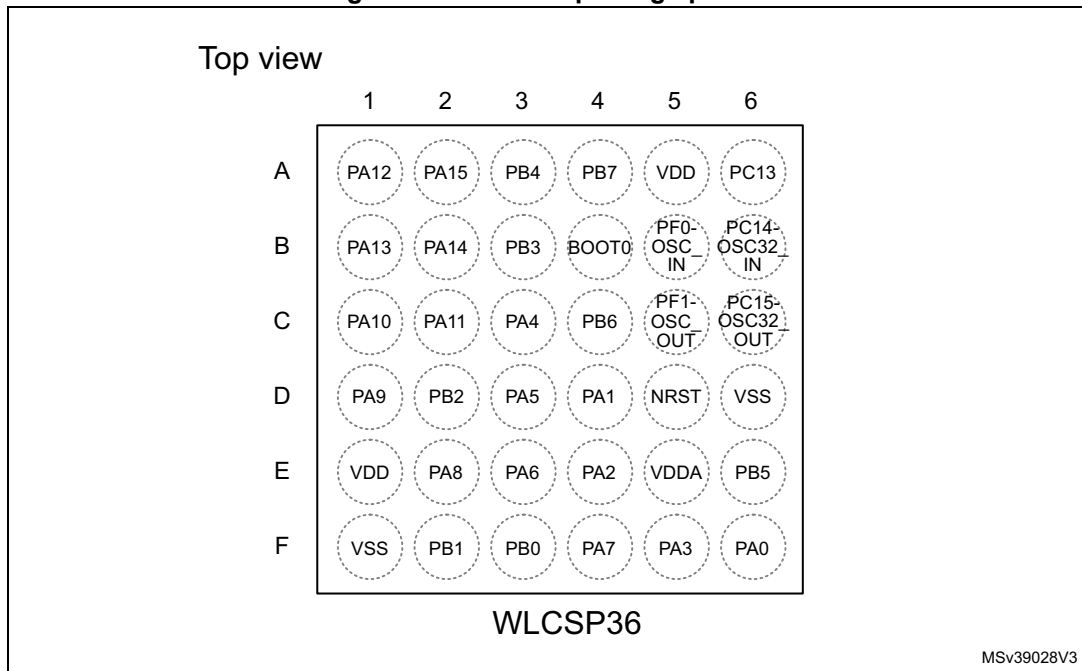 Top view
1 2 3 4 5 6
A PA12 PA15 PB4 PB7 VDD PC13
B PA13 PA14 PB3 BOOT0 PF0-OSC_IN PC14-OSC32_IN
C PA10 PA11 PA4 PB6 PF1-OSC_OUT PC15-OSC32_OUT
D PA9 PB2 PA5 PA1 NRST VSS
E VDD PA8 PA6 PA2 VDDA PB5
F VSS PB1 PB0 PA7 PA3 PA0
WLCSP36
MSv39028V3